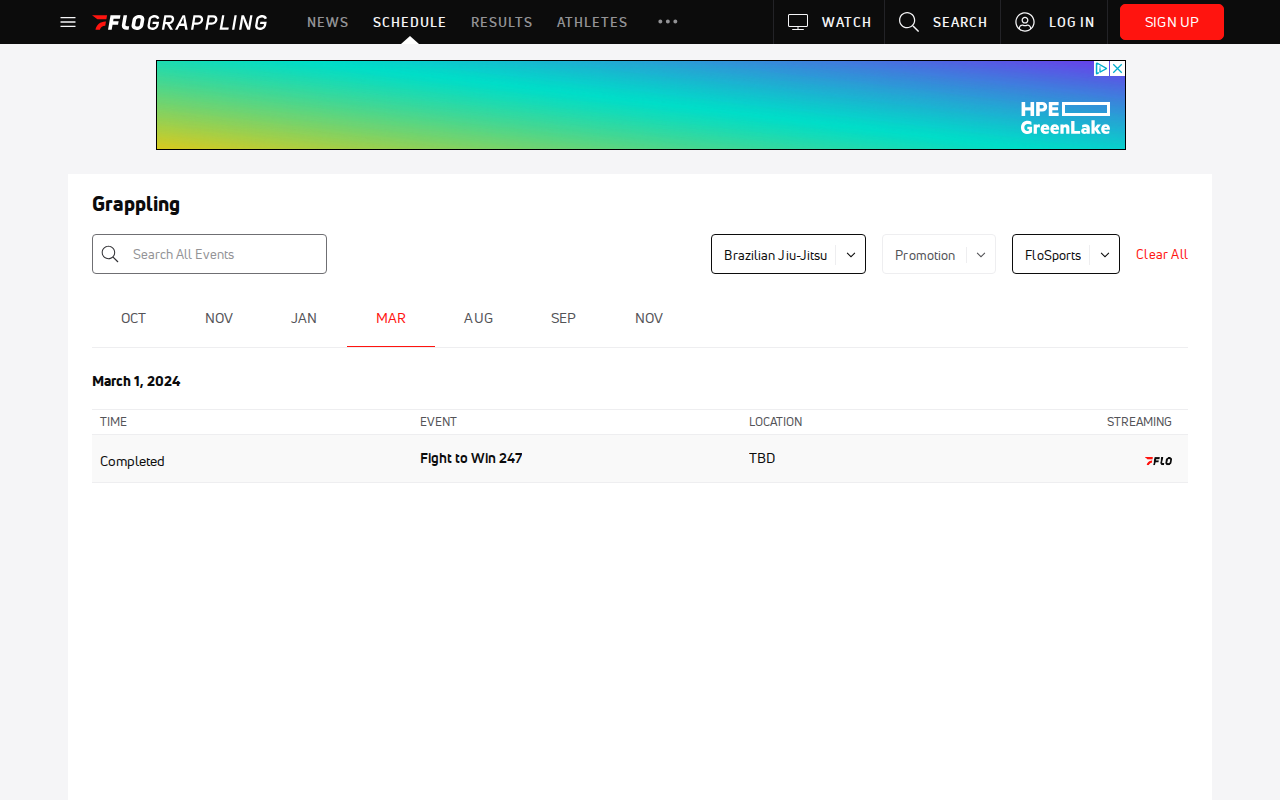 FLOGRAPPLING NEWS SCHEDULE RESULTS ATHLETES WATCH SEARCH LOG IN SIGN UP
HPE
GreenLake
Grappling
Search All Events Brazilian Jiu-Jitsu Promotion FloSports Clear All
OCT NOV JAN MAR AUG SEP NOV
March 1, 2024
TIME EVENT LOCATION STREAMING
Completed Fight to Win 247 TBD FLO